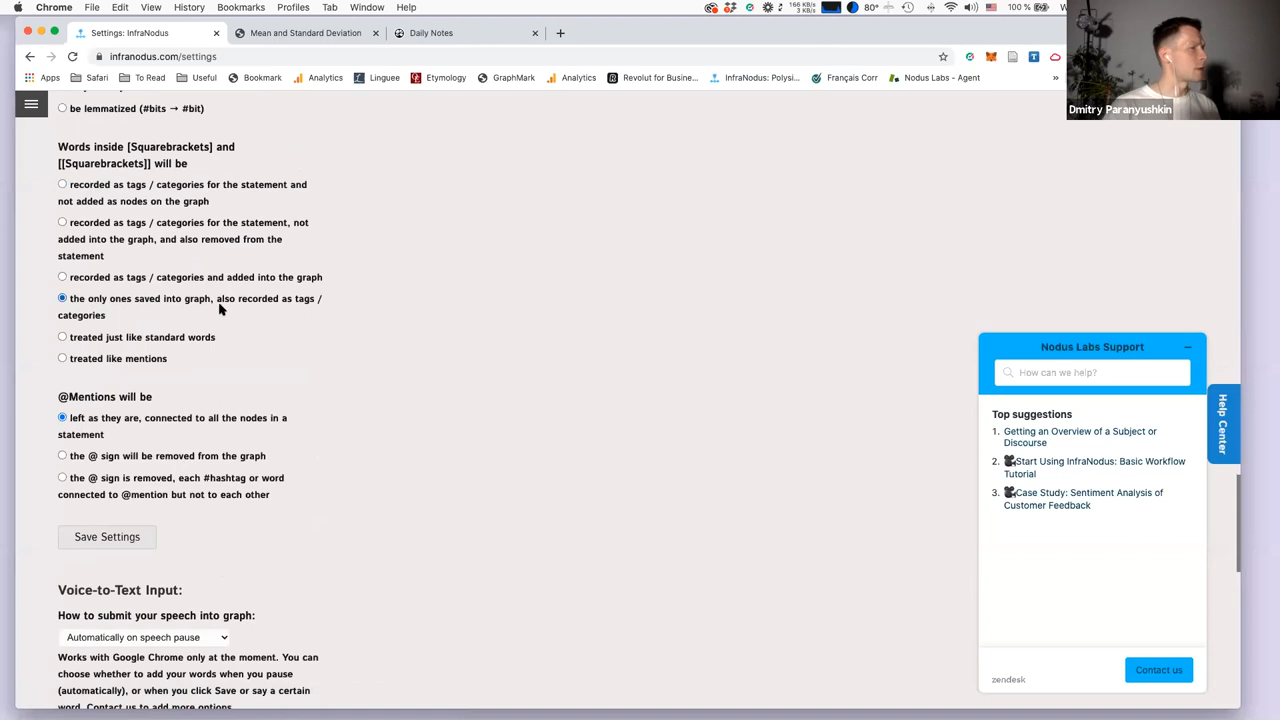 Chrome File Edit View History Bookmarks Profiles Tab Window Help
166 KB
3 KB
80°
100 %
Settings: InfraNodus
Mean and Standard Deviation
Daily Notes
infranodus.com/settings
Apps
Safari
To Read
Useful
Bookmark
Analytics
Linguee
Etymology
GraphMark
Analytics
Revolut for Busine...
InfraNodus: Polysi...
Français Corr
Nodus Labs - Agent
Dmitry Paranyushkin
be lemmatized (#bits → #bit)
Words inside [Squarebrackets] and
[[Squarebrackets]] will be
recorded as tags / categories for the statement and
not added as nodes on the graph
recorded as tags / categories for the statement, not
added into the graph, and also removed from the
statement
recorded as tags / categories and added into the graph
the only ones saved into graph, also recorded as tags /
categories
treated just like standard words
treated like mentions
@Mentions will be
left as they are, connected to all the nodes in a
statement
the @ sign will be removed from the graph
the @ sign is removed, each #hashtag or word
connected to @mention but not to each other
Save Settings
Voice-to-Text Input:
How to submit your speech into graph:
Automatically on speech pause
Works with Google Chrome only at the moment. You can
choose whether to add your words when you pause
(automatically), or when you click Save or say a certain
word. Contact us to add more options.
Nodus Labs Support
How can we help?
Top suggestions
1. Getting an Overview of a Subject or
Discourse
2. Start Using InfraNodus: Basic Workflow
Tutorial
3. Case Study: Sentiment Analysis of
Customer Feedback
zendesk
Contact us
Help Center